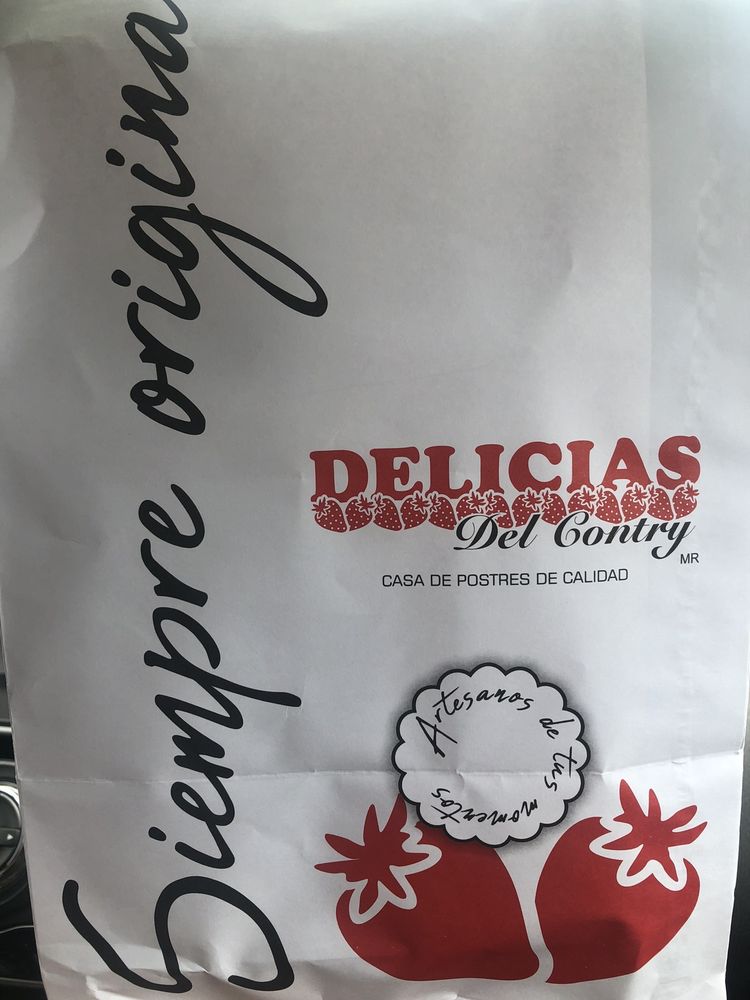 Siempre origina
DELICIAS
Del Contry
MR
CASA DE POSTRES DE CALIDAD
Artesanos de tus momentos